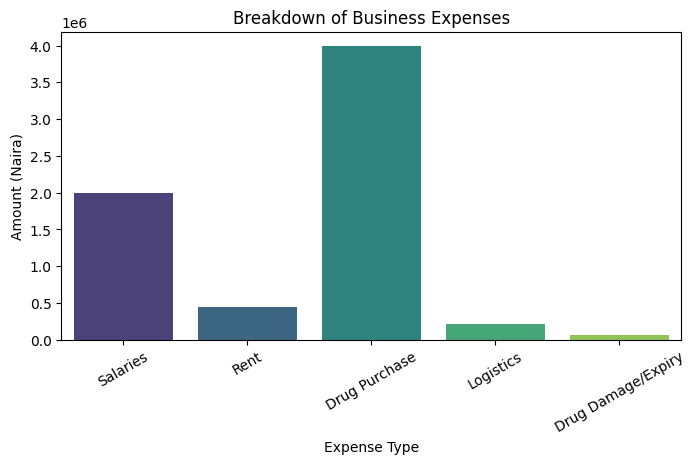 Breakdown of Business Expenses
1e6
4.0
3.5
3.0
2.5
2.0
1.5
1.0
0.5
0.0
Amount (Naira)
Salaries
Rent
Drug Purchase
Logistics
Drug Damage/Expiry
Expense Type